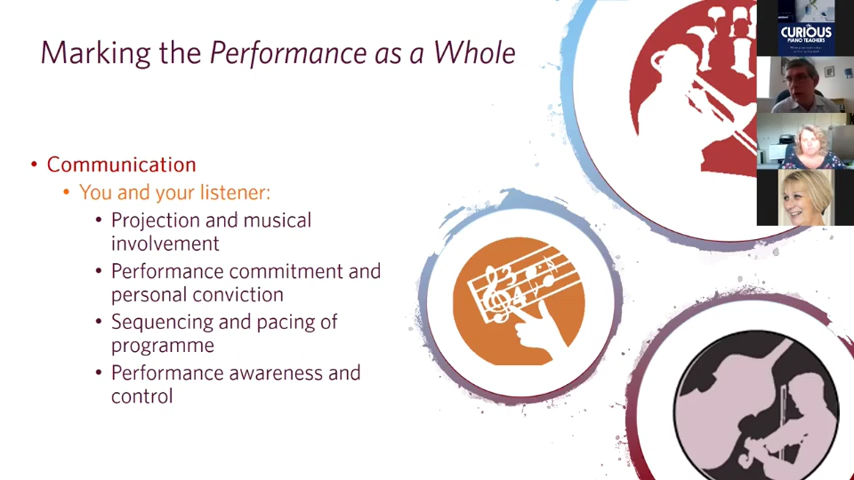 Marking the Performance as a Whole
CURIOUS
PIANO TEACHERS
• Communication
• You and your listener:
• Projection and musical
involvement
• Performance commitment and
personal conviction
• Sequencing and pacing of
programme
• Performance awareness and
control